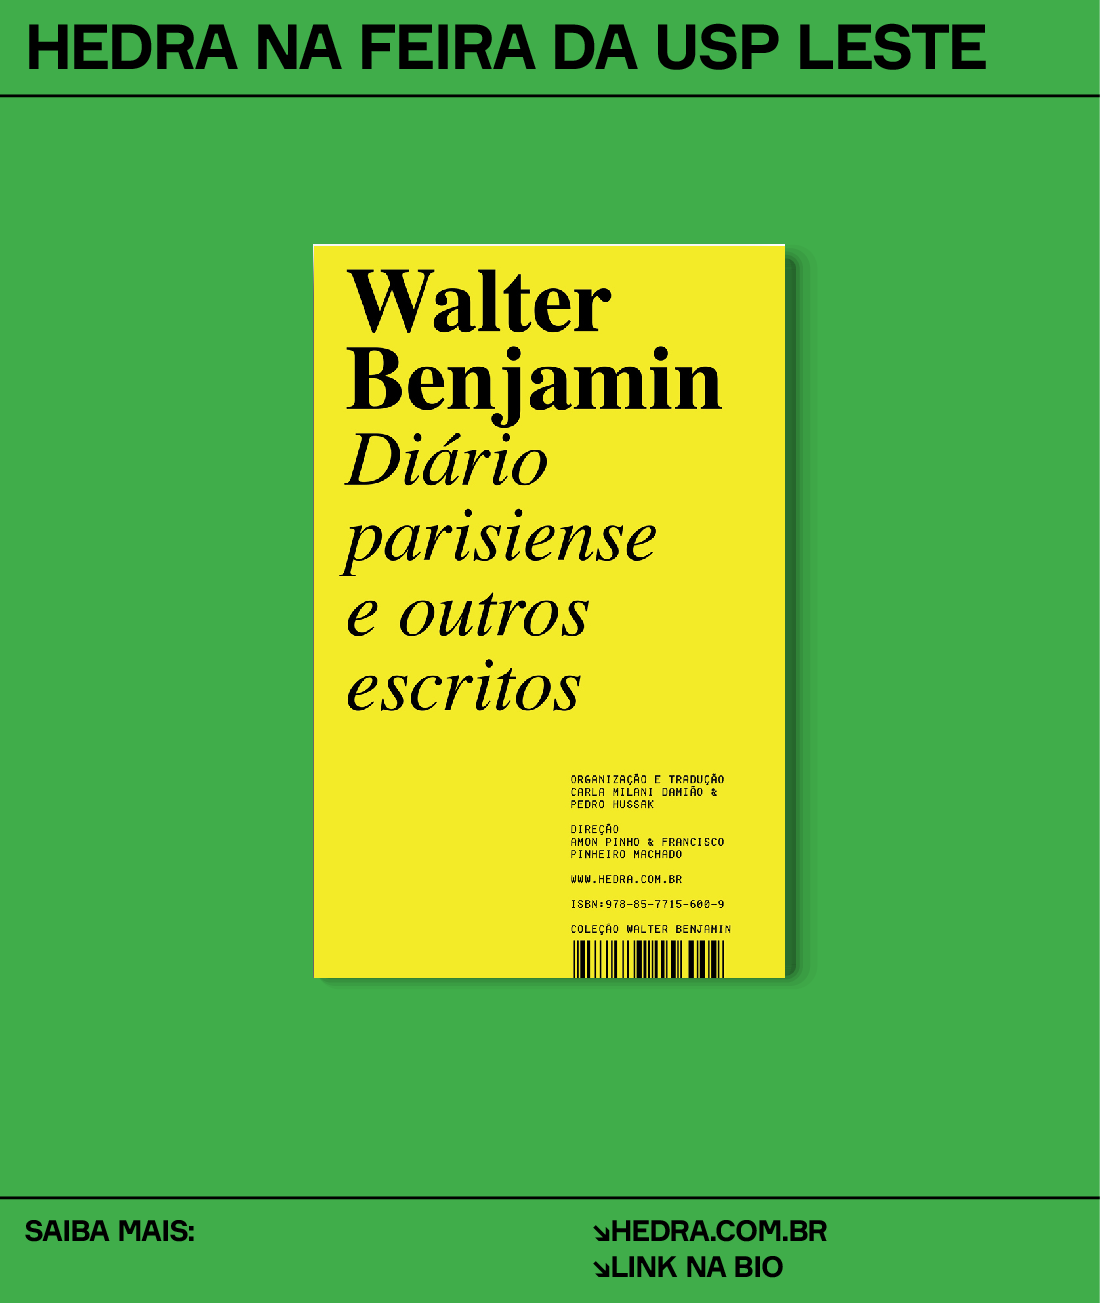 HEDRA NA FEIRA DA USP LESTE
Walter
Benjamin
Diário
parisiense
e outros
escritos
ORGANIZAÇÃO E TRADUÇÃO
CARLA MILANI DAMIÃO &
PEDRO HUSSAK
DIREÇÃO
AMON PINHO & FRANCISCO
PINHEIRO MACHADO
WWW.HEDRA.COM.BR
ISBN:978-85-7715-600-9
COLEÇÃO WALTER BENJAMIN
SAIBA MAIS:
↘HEDRA.COM.BR
↘LINK NA BIO